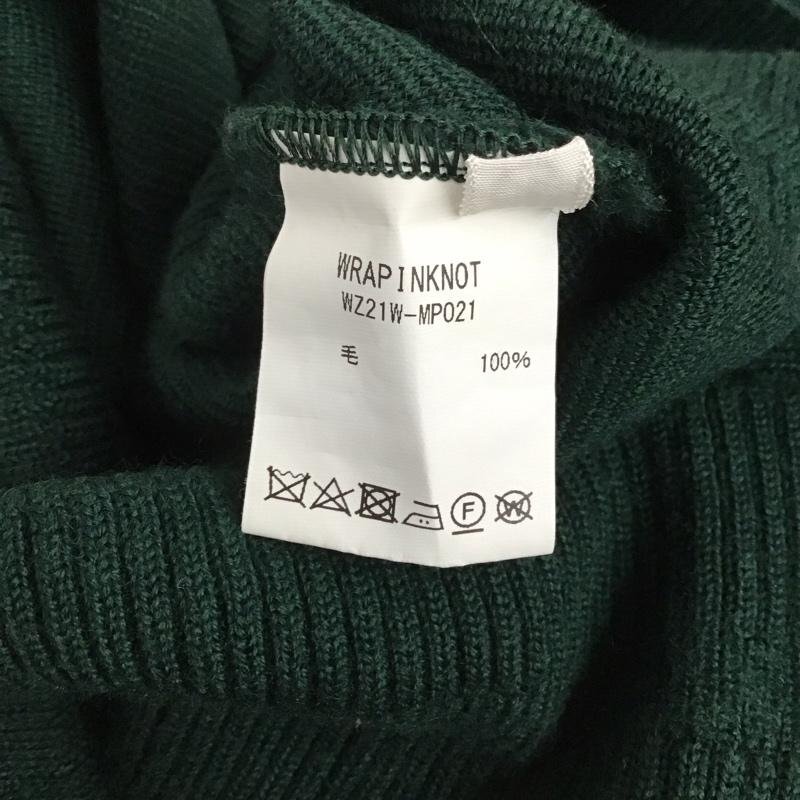 WRAPINKNOT
WZ21W-MP021
毛 100%
F W